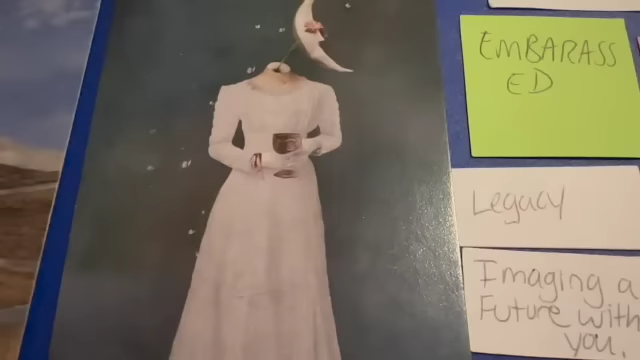 EMBARASS
ED
Legacy
Imaging a
Future with
you.